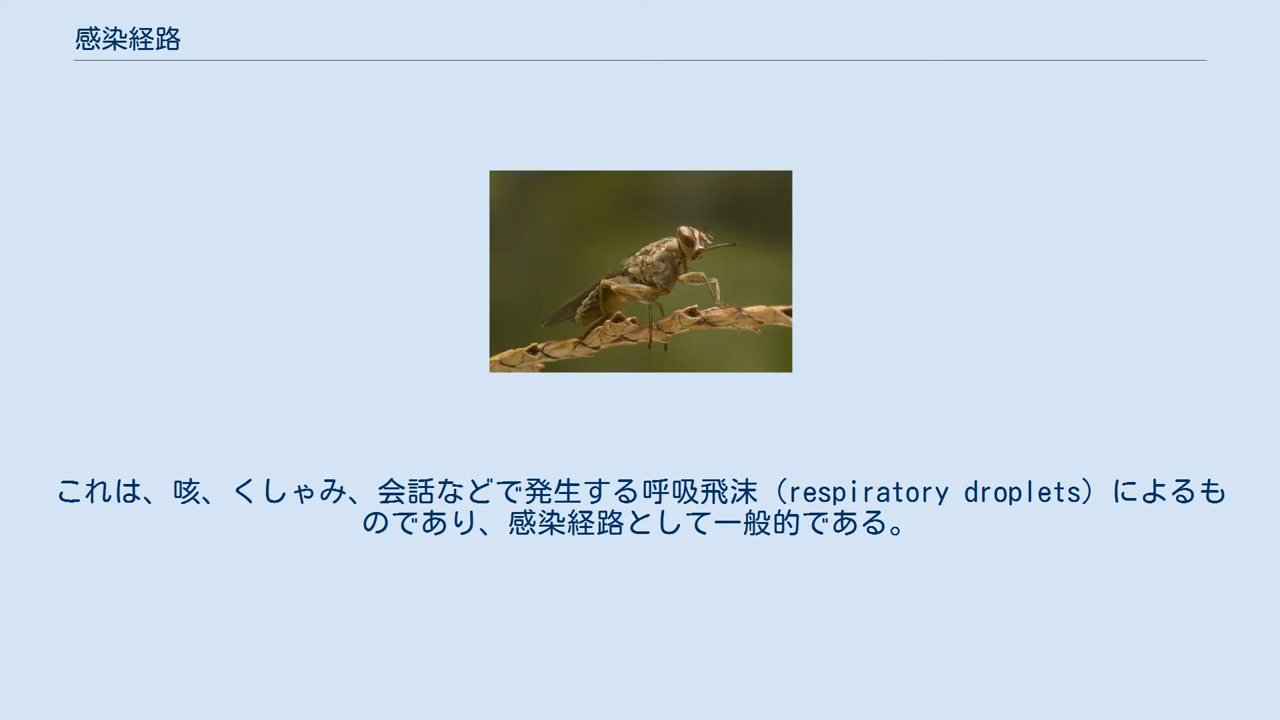 感染経路
これは、咳、くしゃみ、会話などで発生する呼吸飛沫（respiratory droplets）によるも
のであり、感染経路として一般的である。